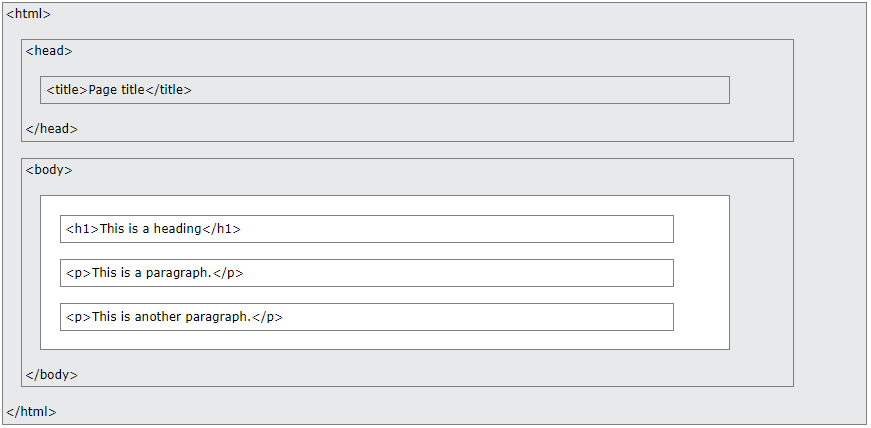 <html>
<head>
<title>Page title</title>
</head>
<body>
<h1>This is a heading</h1>
<p>This is a paragraph.</p>
<p>This is another paragraph.</p>
</body>
</html>